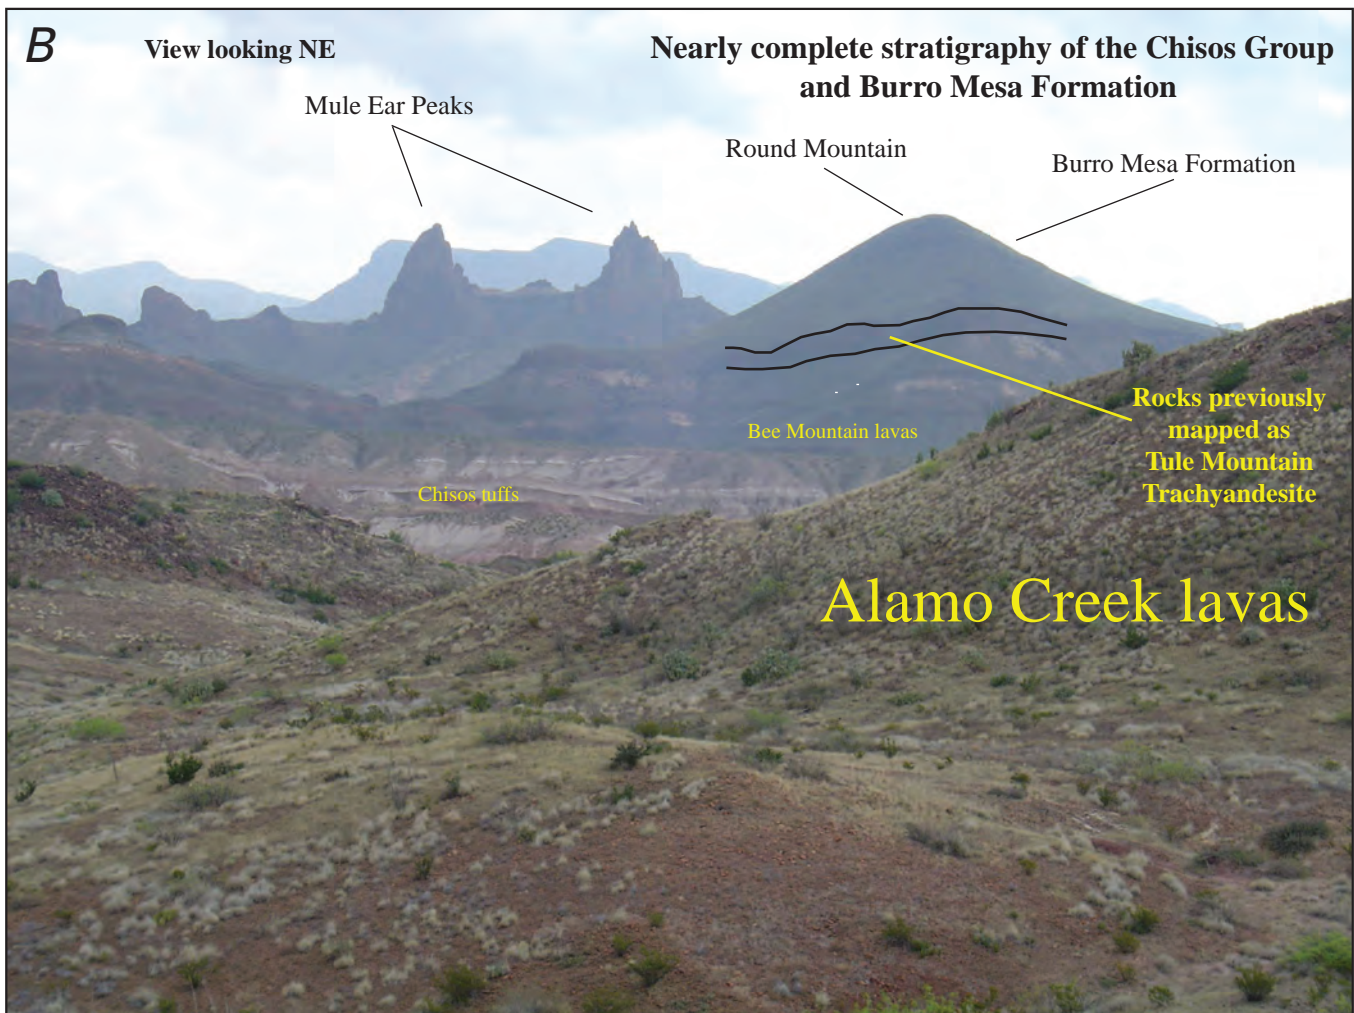 B
View looking NE
Nearly complete stratigraphy of the Chisos Group
and Burro Mesa Formation
Mule Ear Peaks
Round Mountain
Burro Mesa Formation
Rocks previously
mapped as
Tule Mountain
Trachyandesite
Bee Mountain lavas
Chisos tuffs
Alamo Creek lavas